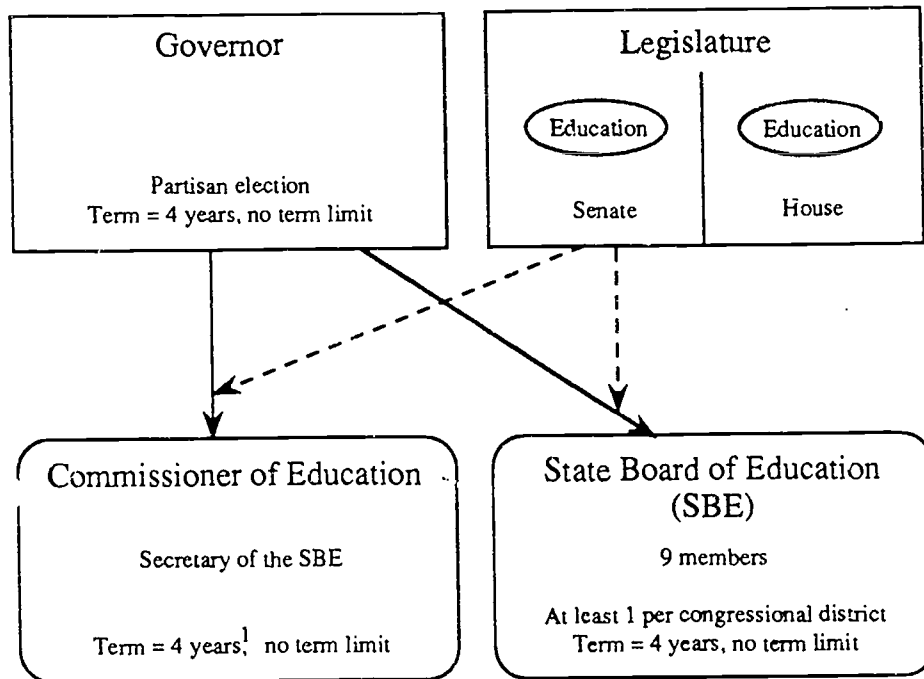 Governor
Partisan election
Term = 4 years, no term limit
Legislature
Education
Education
Senate
House
Commissioner of Education
Secretary of the SBE
Term = 4 years,1 no term limit
State Board of Education
(SBE)
9 members
At least 1 per congressional district
Term = 4 years, no term limit